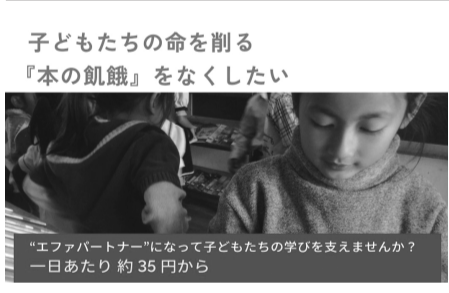 子どもたちの命を削る
『本の飢餓』をなくしたい
“エファパートナー”になって子どもたちの学びを支えませんか？
一日あたり 約 35 円から